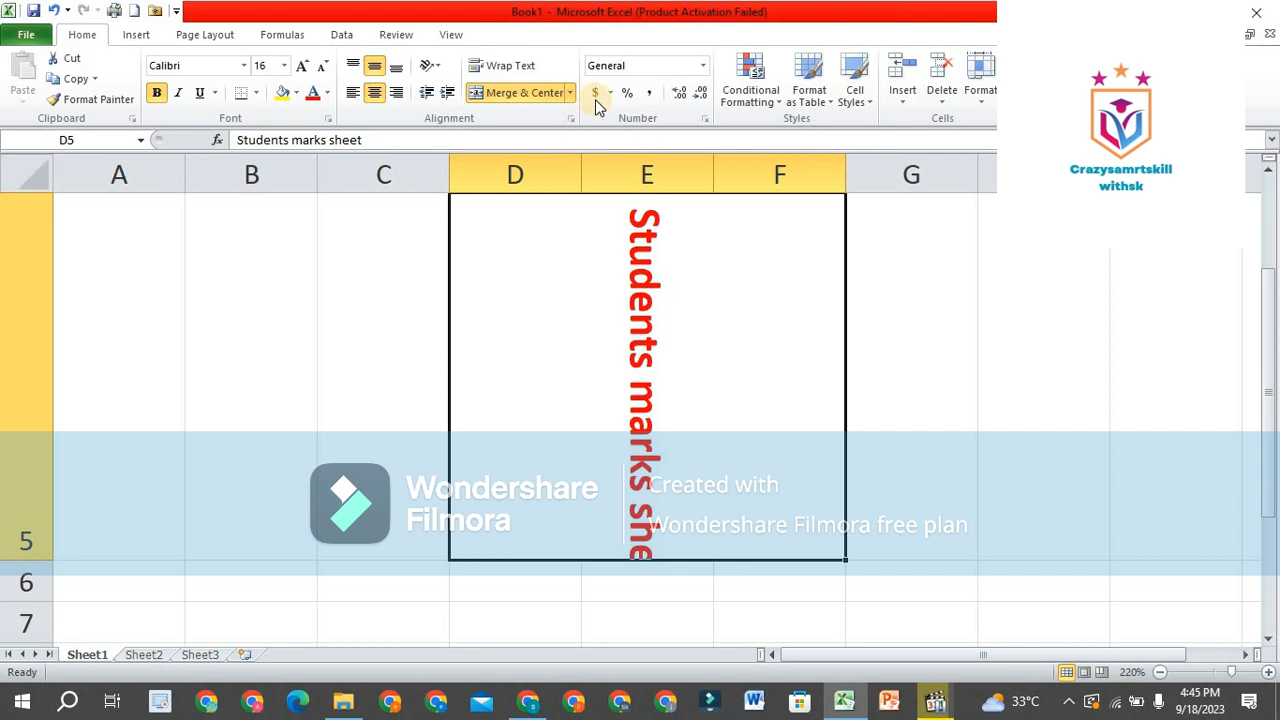 Book1 - Microsoft Excel (Product Activation Failed)
File Home Insert Page Layout Formulas Data Review View
Paste
Cut
Copy
Format Painter
Clipboard
Calibri 16
B I U
Font
Wrap Text
Merge & Center
Alignment
General
$ % ,
Number
Conditional Formatting
Format as Table
Cell Styles
Styles
Insert Delete Format
Cells
Crazysamrtskill
withsk
D5 fx Students marks sheet
A B C D E F G
Students marks she
5
6
7
Wondershare
Filmora
Created with
Wondershare Filmora free plan
Sheet1 Sheet2 Sheet3
Ready 220%
33°C
4:45 PM
9/18/2023